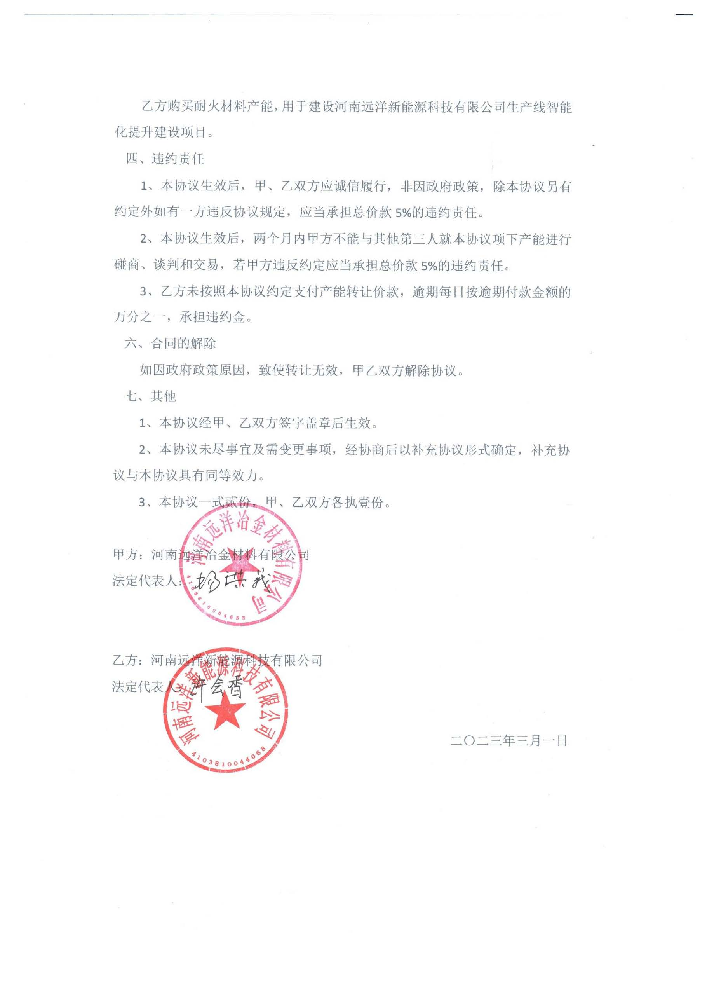 乙方购买耐火材料产能，用于建设河南远洋新能源科技有限公司生产线智能
化提升建设项目。
四、违约责任
1、本协议生效后，甲、乙双方应诚信履行，非因政府政策，除本协议另有
约定外如有一方违反协议规定，应当承担总价款 5%的违约责任。
2、本协议生效后，两个月内甲方不能与其他第三人就本协议项下产能进行
碰商、谈判和交易，若甲方违反约定应当承担总价款 5%的违约责任。
3、乙方未按照本协议约定支付产能转让价款，逾期每日按逾期付款金额的
万分之一，承担违约金。
六、合同的解除
如因政府政策原因，致使转让无效，甲乙双方解除协议。
七、其他
1、本协议经甲、乙双方签字盖章后生效。
2、本协议未尽事宜及需变更事项，经协商后以补充协议形式确定，补充协
议与本协议具有同等效力。
3、本协议一式贰份，甲、乙双方各执壹份。
河南远洋冶金材料有限公司
甲方：河南远洋冶金材料有限公司
法定代表人：
乙方：河南远洋新能源科技有限公司
法定代表人：许会香
河南远洋新能源科技有限公司
4103810044068
二〇二三年三月一日